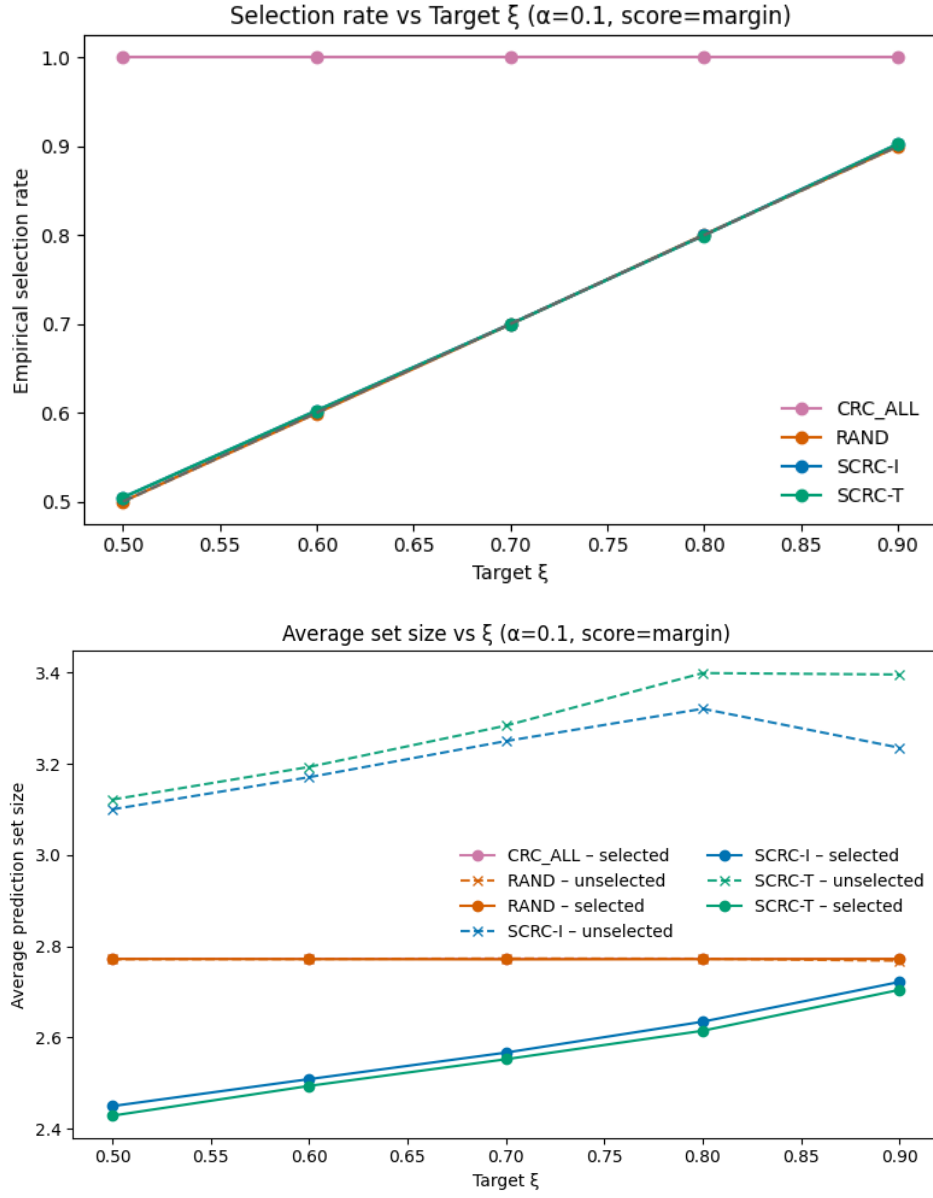 Selection rate vs Target ξ (α=0.1, score=margin)
1.0
0.9
0.8
0.7
0.6
0.5
Empirical selection rate
CRC_ALL
RAND
SCRC-I
SCRC-T
0.50 0.55 0.60 0.65 0.70 0.75 0.80 0.85 0.90
Target ξ
Average set size vs ξ (α=0.1, score=margin)
3.4
3.2
3.0
2.8
2.6
2.4
Average prediction set size
CRC_ALL – selected
RAND – unselected
RAND – selected
SCRC-I – unselected
SCRC-I – selected
SCRC-T – unselected
SCRC-T – selected
0.50 0.55 0.60 0.65 0.70 0.75 0.80 0.85 0.90
Target ξ